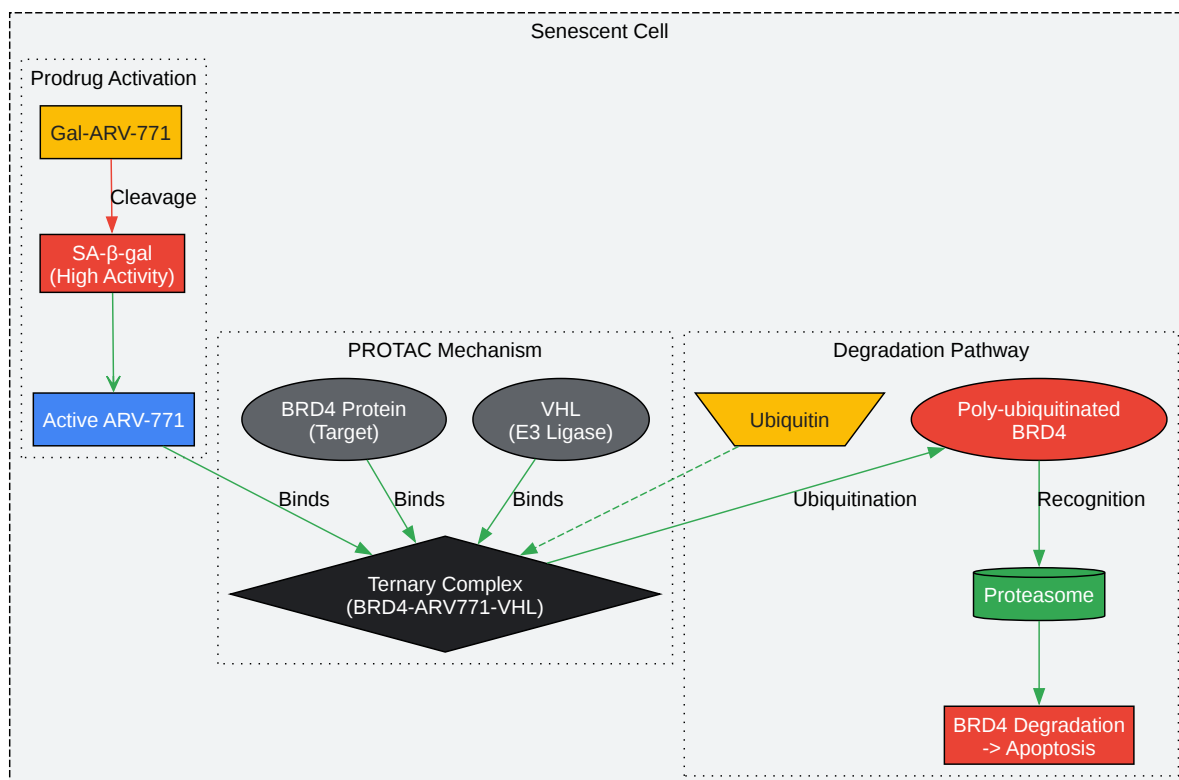 Senescent Cell
Prodrug Activation
Gal-ARV-771
Cleavage
SA-β-gal
(High Activity)
Active ARV-771
PROTAC Mechanism
BRD4 Protein
(Target)
VHL
(E3 Ligase)
Binds
Binds
Binds
Ternary Complex
(BRD4-ARV771-VHL)
Degradation Pathway
Ubiquitin
Poly-ubiquitinated
BRD4
Ubiquitination
Recognition
Proteasome
BRD4 Degradation
-> Apoptosis